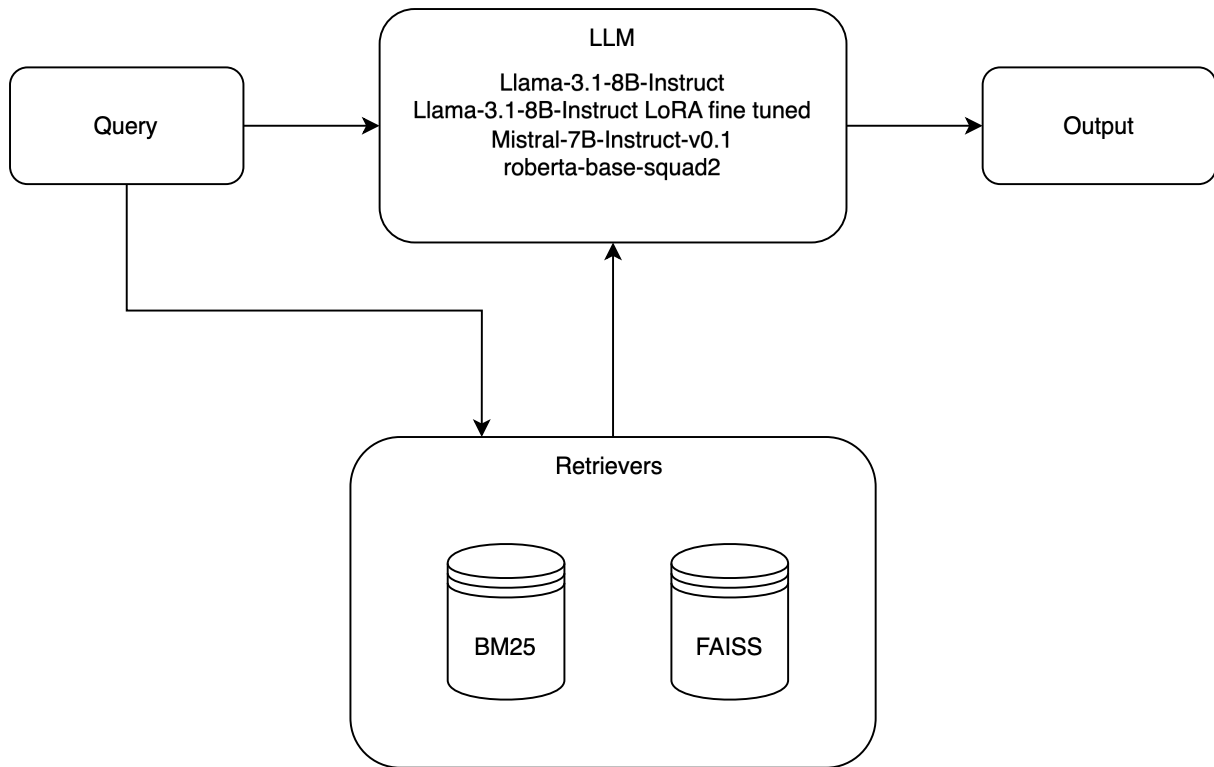 LLM
Llama-3.1-8B-Instruct
Llama-3.1-8B-Instruct LoRA fine tuned
Mistral-7B-Instruct-v0.1
roberta-base-squad2
Query
Output
Retrievers
BM25
FAISS